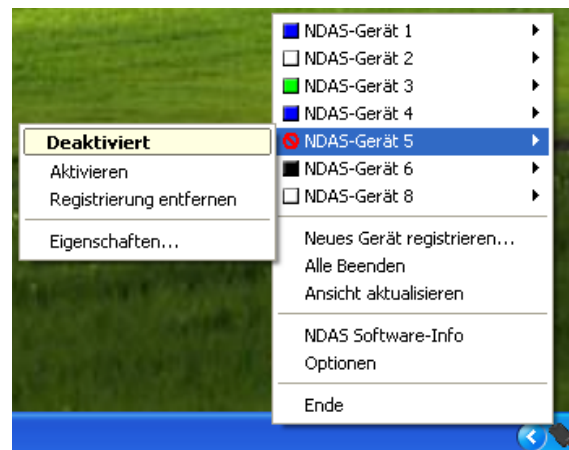 NDAS-Gerät 1
NDAS-Gerät 2
NDAS-Gerät 3
NDAS-Gerät 4
NDAS-Gerät 5
NDAS-Gerät 6
NDAS-Gerät 8
Neues Gerät registrieren...
Alle Beenden
Ansicht aktualisieren
NDAS Software-Info
Optionen
Ende
Deaktiviert
Aktivieren
Registrierung entfernen
Eigenschaften...